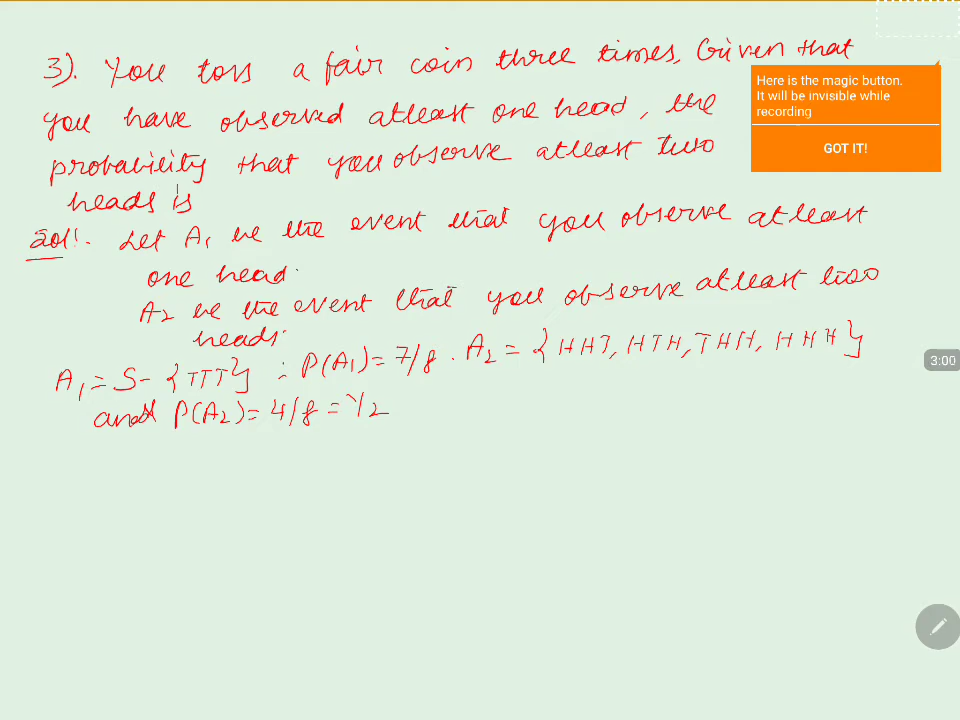 3). You toss a fair coin three times, Given that
you have observed atleast one head, the
probability that you observe atleast two
heads is
Sol:. Let A1 be the event that you observe atleast
one head.
A2 be the event that you observe atleast two
heads.
A1 = S - {TTT} : P(A1) = 7/8 . A2 = {HHT, HTH, THH, HHH}
and P(A2) = 4/8 = 1/2
Here is the magic button.
It will be invisible while
recording
GOT IT!
3:00